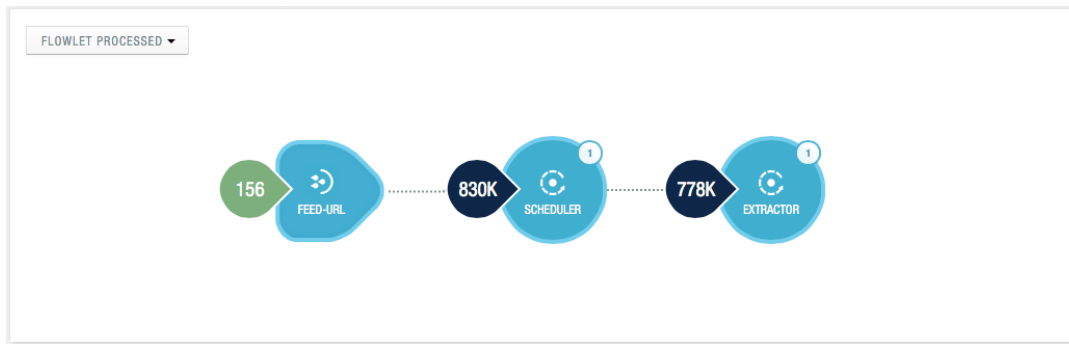 FLOWLET PROCESSED
156
FEED-URL
830K
1
SCHEDULER
778K
1
EXTRACTOR